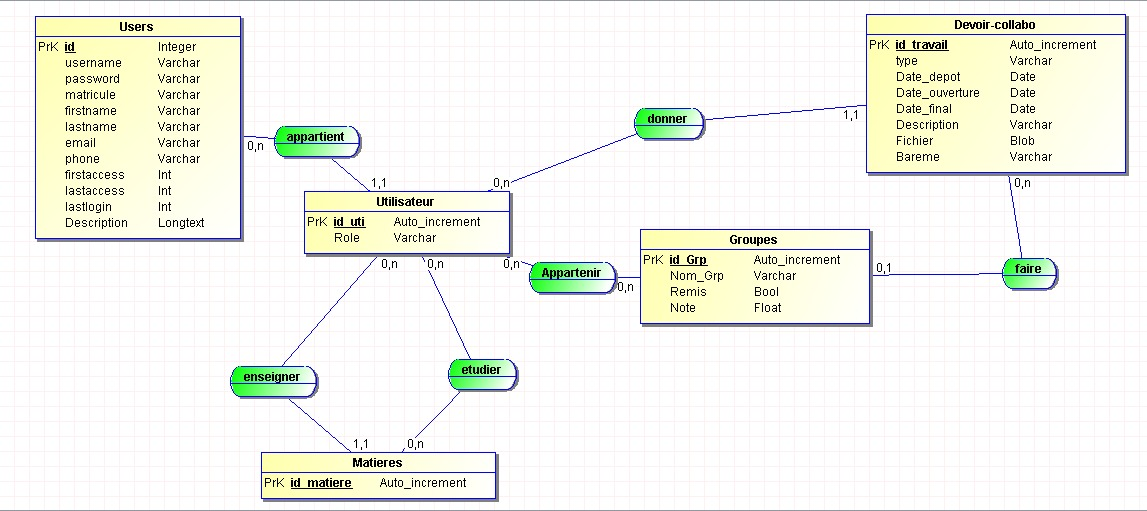 Users
PrK id Integer
username Varchar
password Varchar
matricule Varchar
firstname Varchar
lastname Varchar
email Varchar
phone Varchar
firstaccess Int
lastaccess Int
lastlogin Int
Description Longtext
0,n
appartient
1,1
donner
0,n
1,1
Devoir-collabo
PrK id_travail Auto_increment
type Varchar
Date_depot Date
Date_ouverture Date
Date_final Date
Description Varchar
Fichier Blob
Bareme Varchar
0,n
Utilisateur
PrK id_uti Auto_increment
Role Varchar
0,n
0,n
0,n
Appartenir
0,n
Groupes
PrK id_Grp Auto_increment
Nom_Grp Varchar
Remis Bool
Note Float
0,1
faire
enseigner
etudier
1,1
0,n
Matieres
PrK id_matiere Auto_increment